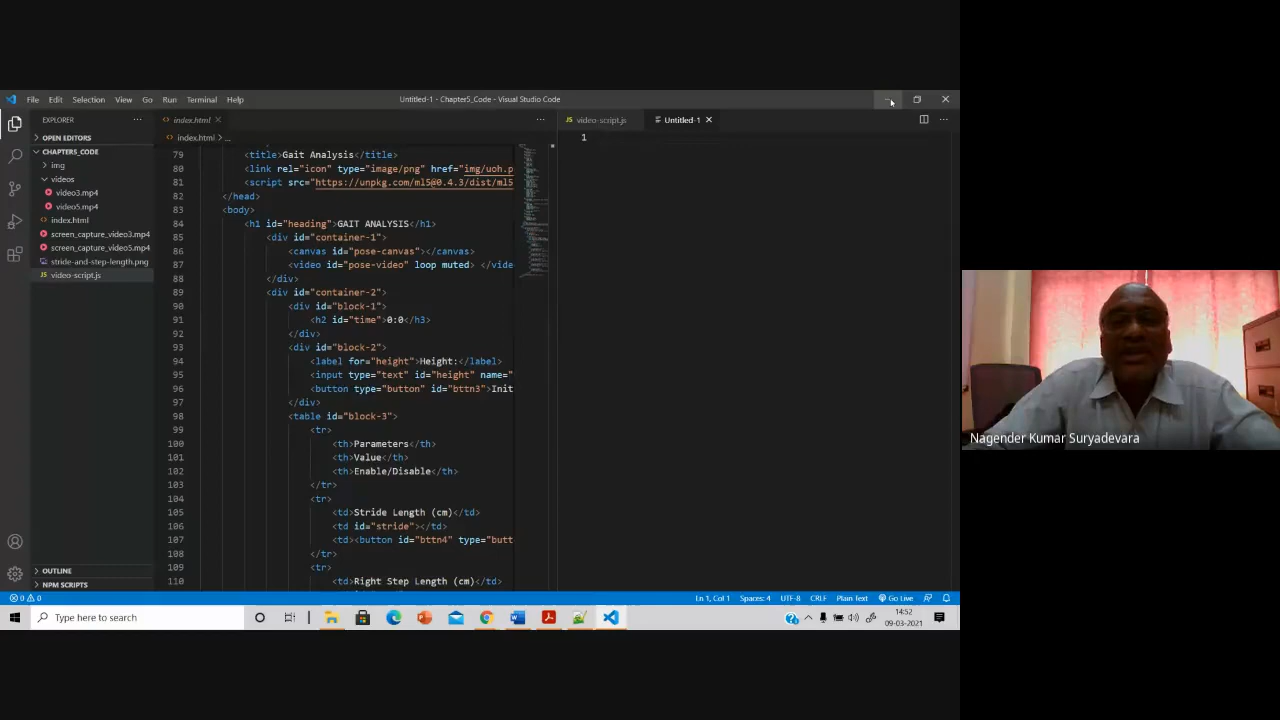 File Edit Selection View Go Run Terminal Help
Untitled-1 - Chapter5_Code - Visual Studio Code
EXPLORER
OPEN EDITORS
CHAPTER5_CODE
img
videos
video3.mp4
video5.mp4
index.html
screen_capture_video3.mp4
screen_capture_video5.mp4
stride-and-step-length.png
JS video-script.js
OUTLINE
NPM SCRIPTS
index.html
index.html > ...
79 <title>Gait Analysis</title>
80 <link rel="icon" type="image/png" href="img/uoh.p
81 <script src="https://unpkg.com/ml5@0.4.3/dist/ml5
82 </head>
83 <body>
84 <h1 id="heading">GAIT ANALYSIS</h1>
85 <div id="container-1">
86 <canvas id="pose-canvas"></canvas>
87 <video id="pose-video" loop muted> </vide
88 </div>
89 <div id="container-2">
90 <div id="block-1">
91 <h2 id="time">0:0</h3>
92 </div>
93 <div id="block-2">
94 <label for="height">Height:</label>
95 <input type="text" id="height" name="
96 <button type="button" id="bttn3">Init
97 </div>
98 <table id="block-3">
99 <tr>
100 <th>Parameters</th>
101 <th>Value</th>
102 <th>Enable/Disable</th>
103 </tr>
104 <tr>
105 <td>Stride Length (cm)</td>
106 <td id="stride"></td>
107 <td><button id="bttn4" type="butt
108 </tr>
109 <tr>
110 <td>Right Step Length (cm)</td>
JS video-script.js
Untitled-1
1
0 0
Ln 1, Col 1 Spaces: 4 UTF-8 CRLF Plain Text Go Live
Type here to search
14:52
09-03-2021
Nagender Kumar Suryadevara